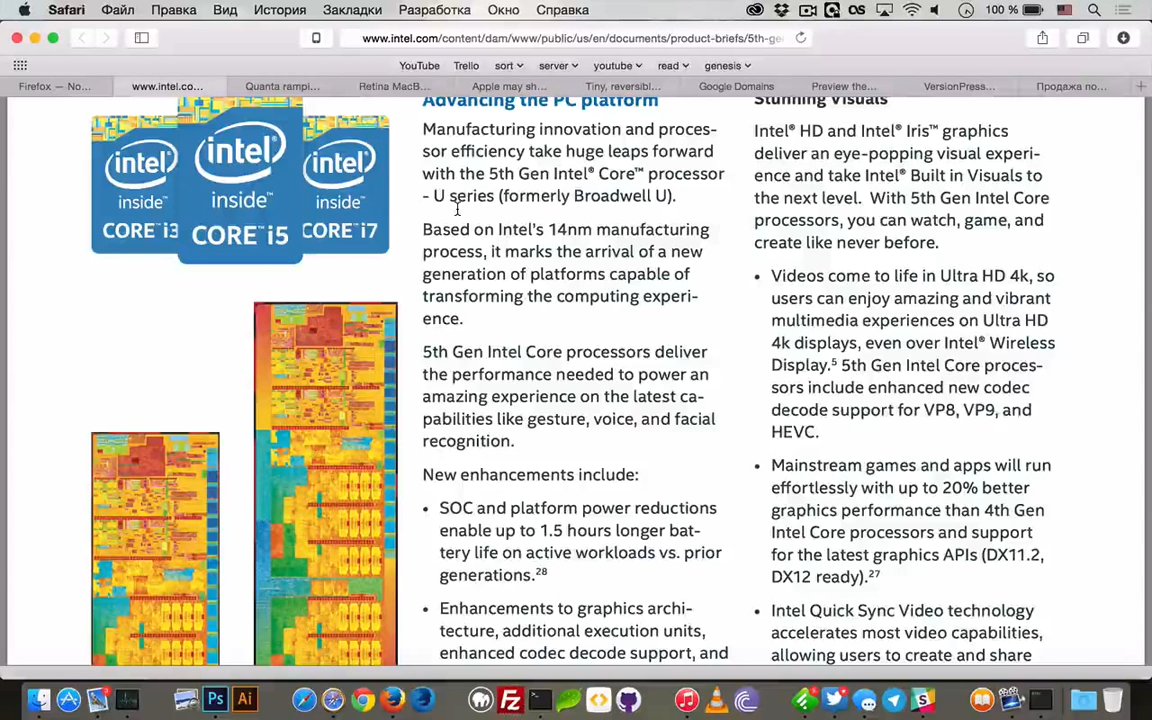 Safari Файл Правка Вид История Закладки Разработка Окно Справка 100 %
www.intel.com/content/dam/www/public/us/en/documents/product-briefs/5th-ge
YouTube Trello sort server youtube read genesis
Firefox — No... www.intel.co... Quanta rampi... Retina MacB... Apple may sh... Tiny, reversibl... Google Domains Preview the... VersionPress... Продажа по...
intel inside™ CORE i3
intel inside™ CORE i5
intel inside™ CORE i7
Advancing the PC platform
Manufacturing innovation and proces-
sor efficiency take huge leaps forward
with the 5th Gen Intel® Core™ processor
- U series (formerly Broadwell U).
Based on Intel’s 14nm manufacturing
process, it marks the arrival of a new
generation of platforms capable of
transforming the computing experi-
ence.
5th Gen Intel Core processors deliver
the performance needed to power an
amazing experience on the latest ca-
pabilities like gesture, voice, and facial
recognition.
New enhancements include:
• SOC and platform power reductions
enable up to 1.5 hours longer bat-
tery life on active workloads vs. prior
generations.28
• Enhancements to graphics archi-
tecture, additional execution units,
enhanced codec decode support, and
Stunning Visuals
Intel® HD and Intel® Iris™ graphics
deliver an eye-popping visual experi-
ence and take Intel® Built in Visuals to
the next level. With 5th Gen Intel Core
processors, you can watch, game, and
create like never before.
• Videos come to life in Ultra HD 4k, so
users can enjoy amazing and vibrant
multimedia experiences on Ultra HD
4k displays, even over Intel® Wireless
Display.5 5th Gen Intel Core proces-
sors include enhanced new codec
decode support for VP8, VP9, and
HEVC.
• Mainstream games and apps will run
effortlessly with up to 20% better
graphics performance than 4th Gen
Intel Core processors and support
for the latest graphics APIs (DX11.2,
DX12 ready).27
• Intel Quick Sync Video technology
accelerates most video capabilities,
allowing users to create and share
Ps Ai Fz